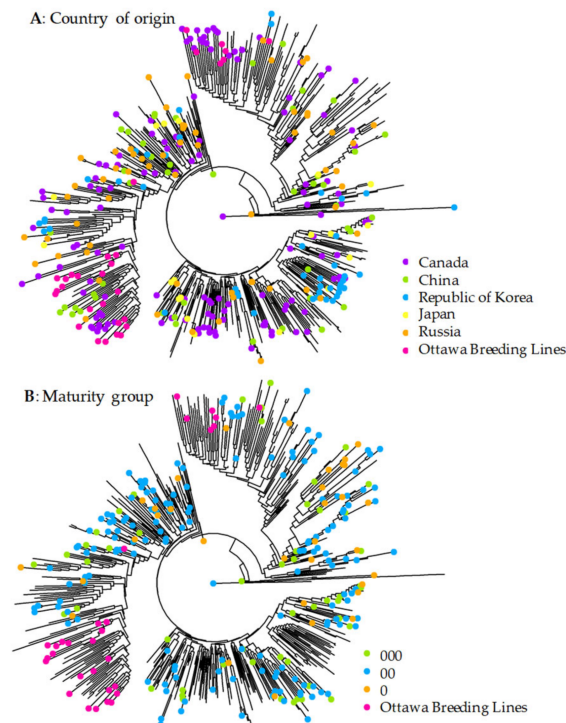 A: Country of origin
Canada
China
Republic of Korea
Japan
Russia
Ottawa Breeding Lines
B: Maturity group
000
00
0
Ottawa Breeding Lines